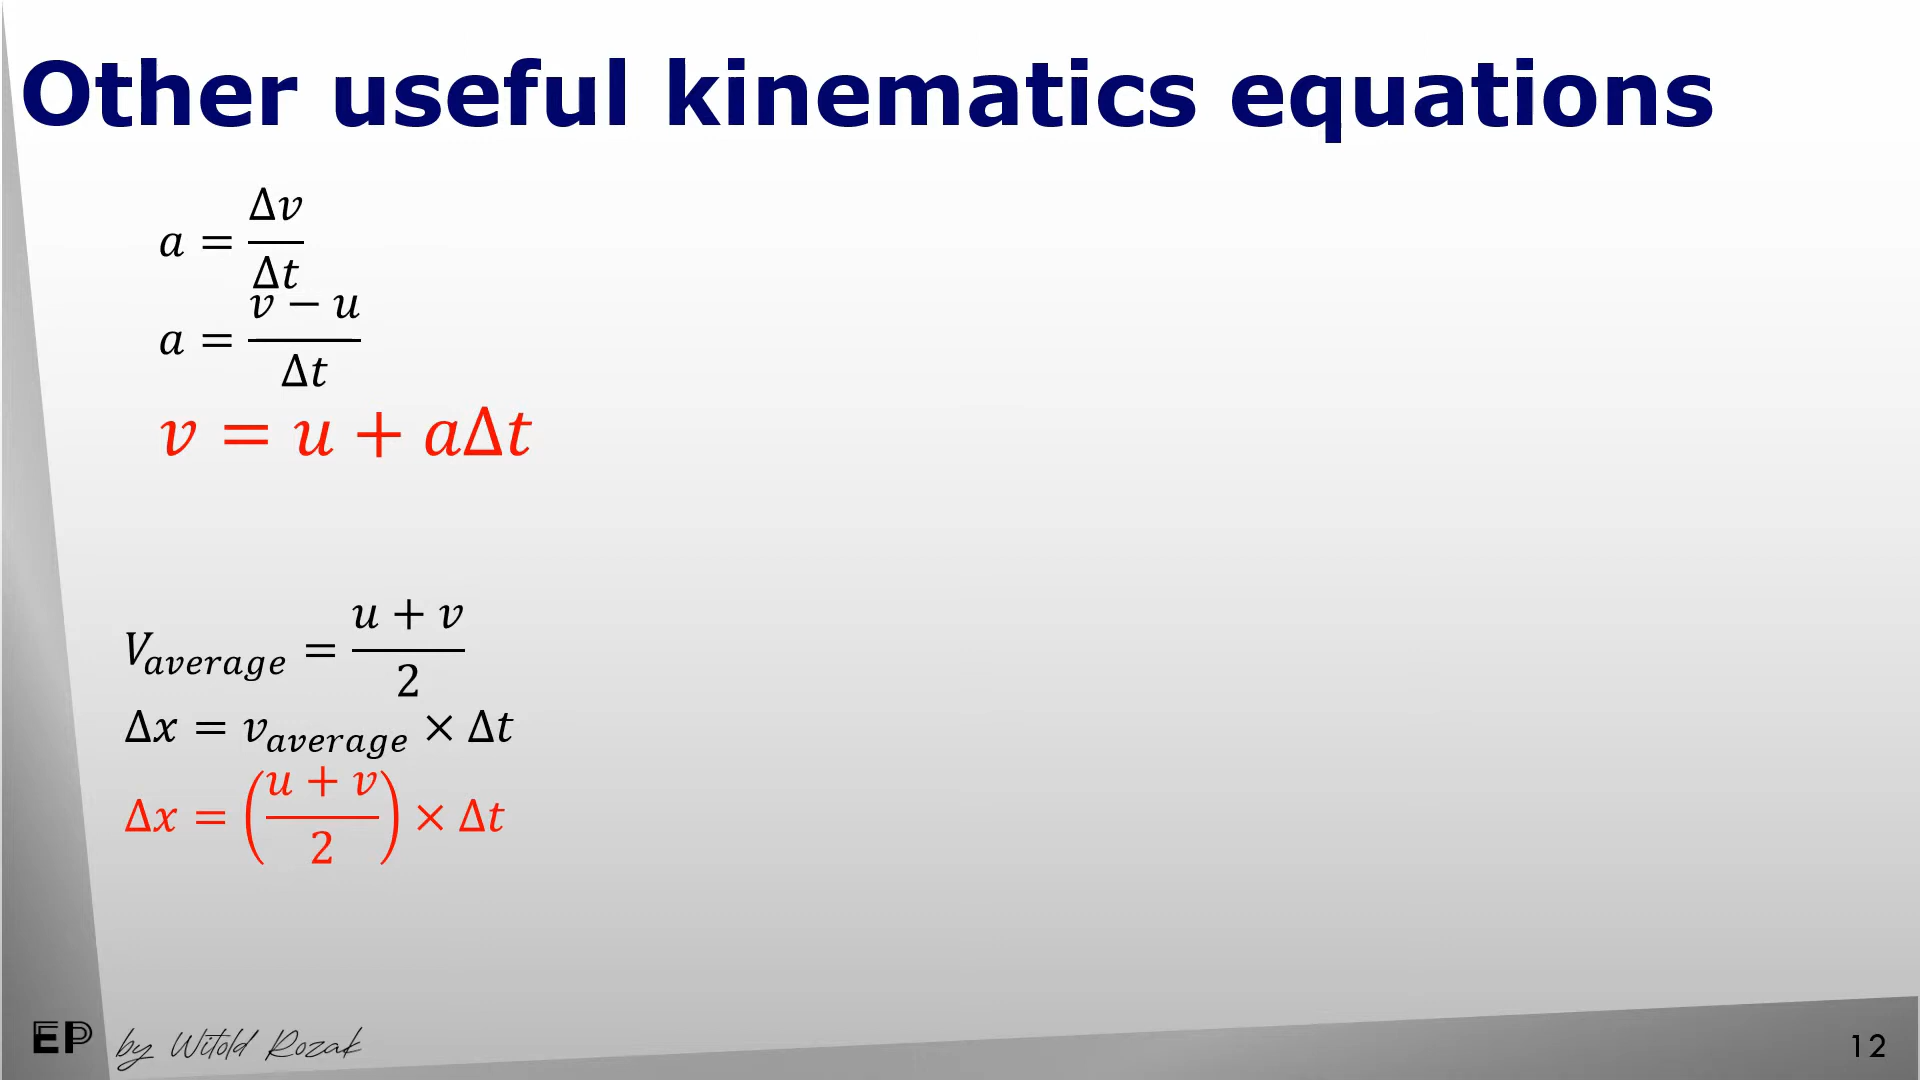 Other useful kinematics equations
a = Δv/Δt
a = (v − u)/Δt
v = u + aΔt
V_average = (u + v)/2
Δx = v_average × Δt
Δx = ((u + v)/2) × Δt
EP by Witold Rozak
12